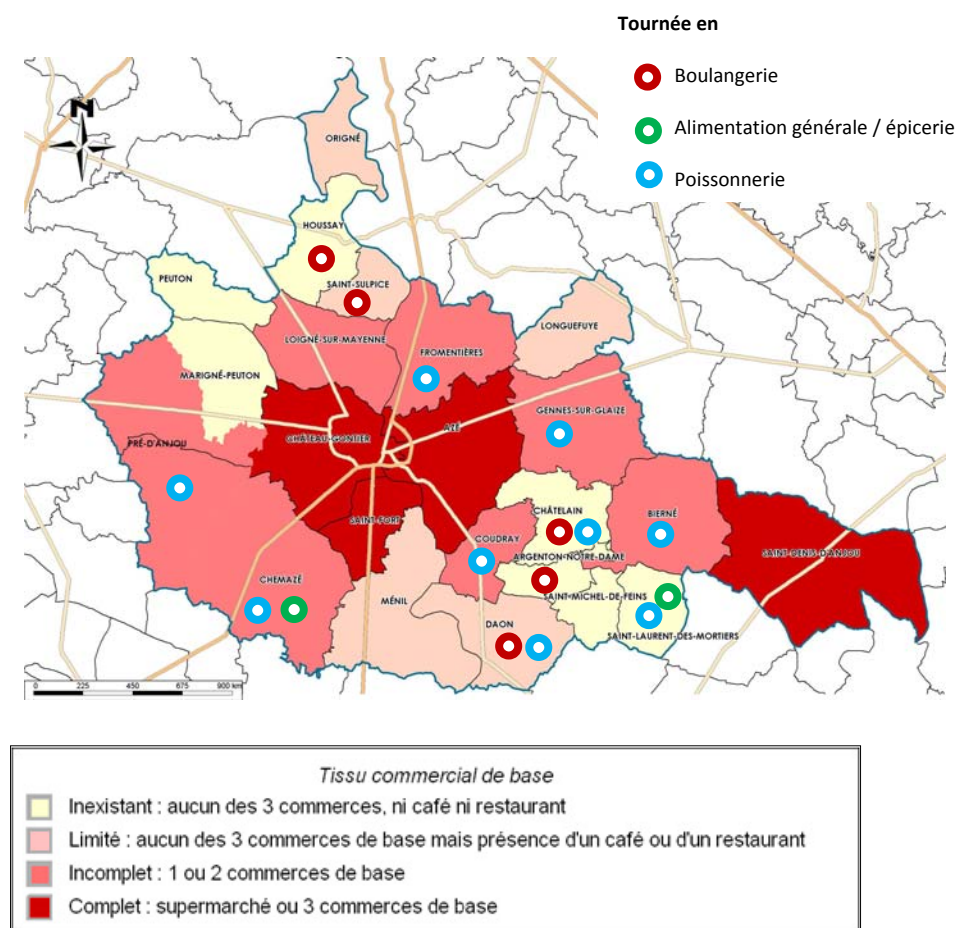 Tournée en
Boulangerie
Alimentation générale / épicerie
Poissonnerie
N
ORIGNÉ
HOUSSAY
PEUTON
SAINT-SULPICE
LONGUEFUYE
LOIGNÉ-SUR-MAYENNE
FROMENTIÈRES
MARIGNÉ-PEUTON
GENNES-SUR-GLAIZE
AZÉ
CHÂTEAU-GONTIER
PRÉ-D'ANJOU
CHÂTELAIN
BIERNÉ
SAINT-FORT
COUDRAY
ARGENTON-NOTRE-DAME
SAINT-DENIS-D'ANJOU
CHEMAZÉ
MÉNIL
SAINT-MICHEL-DE-FEINS
DAON
SAINT-LAURENT-DES-MORTIERS
0 225 450 675 900 km
Tissu commercial de base
Inexistant : aucun des 3 commerces, ni café ni restaurant
Limité : aucun des 3 commerces de base mais présence d'un café ou d'un restaurant
Incomplet : 1 ou 2 commerces de base
Complet : supermarché ou 3 commerces de base